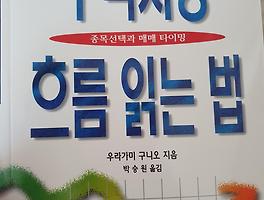 종목선택과 매매 타이밍
흐름 읽는 법
우라가미 구니오 지음
박 승 원 옮김